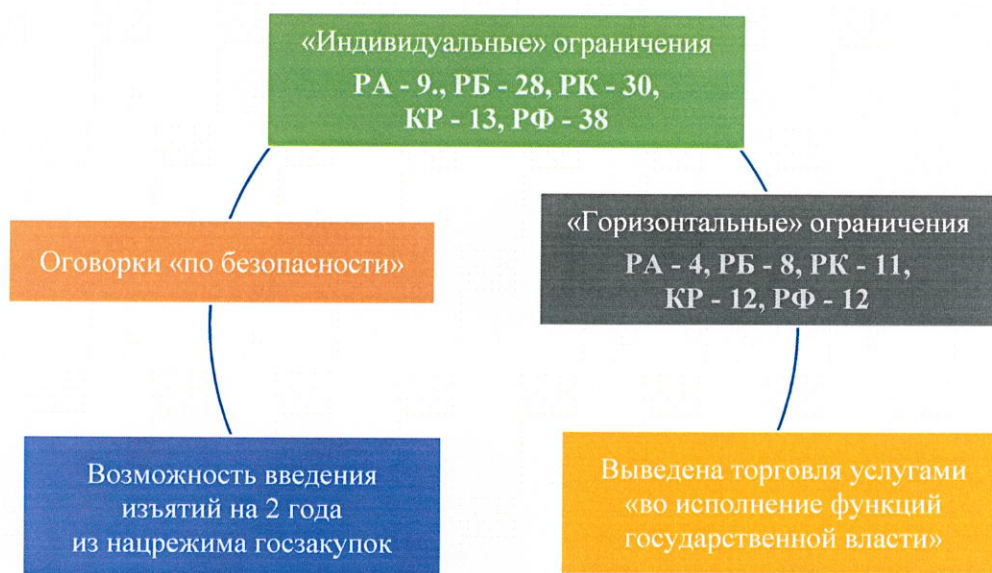 «Индивидуальные» ограничения
РА - 9., РБ - 28, РК - 30,
КР - 13, РФ - 38
Оговорки «по безопасности»
«Горизонтальные» ограничения
РА - 4, РБ - 8, РК - 11,
КР - 12, РФ - 12
Возможность введения
изъятий на 2 года
из нацрежима госзакупок
Выведена торговля услугами
«во исполнение функций
государственной власти»